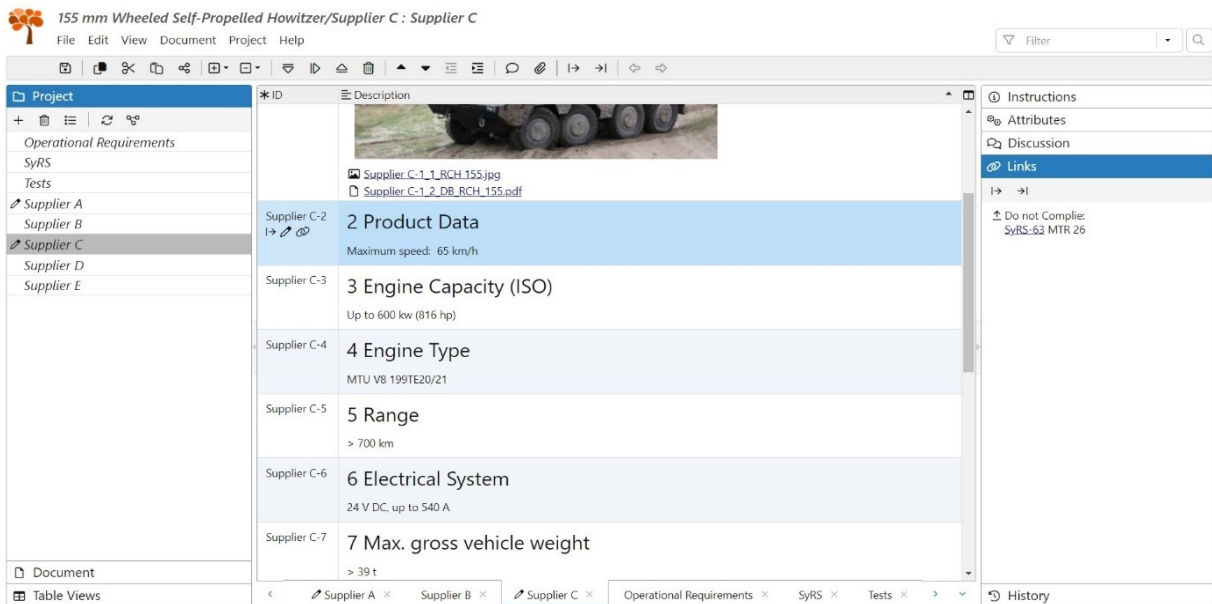 155 mm Wheeled Self-Propelled Howitzer/Supplier C : Supplier C
File Edit View Document Project Help
Filter
Project
Operational Requirements
SyRS
Tests
Supplier A
Supplier B
Supplier C
Supplier D
Supplier E
Document
Table Views
ID Description
Supplier C-1_1_RCH 155.jpg
Supplier C-1_2_DB_RCH_155.pdf
Supplier C-2
2 Product Data
Maximum speed: 65 km/h
Supplier C-3
3 Engine Capacity (ISO)
Up to 600 kw (816 hp)
Supplier C-4
4 Engine Type
MTU V8 199TE20/21
Supplier C-5
5 Range
> 700 km
Supplier C-6
6 Electrical System
24 V DC, up to 540 A
Supplier C-7
7 Max. gross vehicle weight
> 39 t
Supplier A × Supplier B × Supplier C × Operational Requirements × SyRS × Tests ×
Instructions
Attributes
Discussion
Links
Do not Complie:
SyRS-63 MTR 26
History